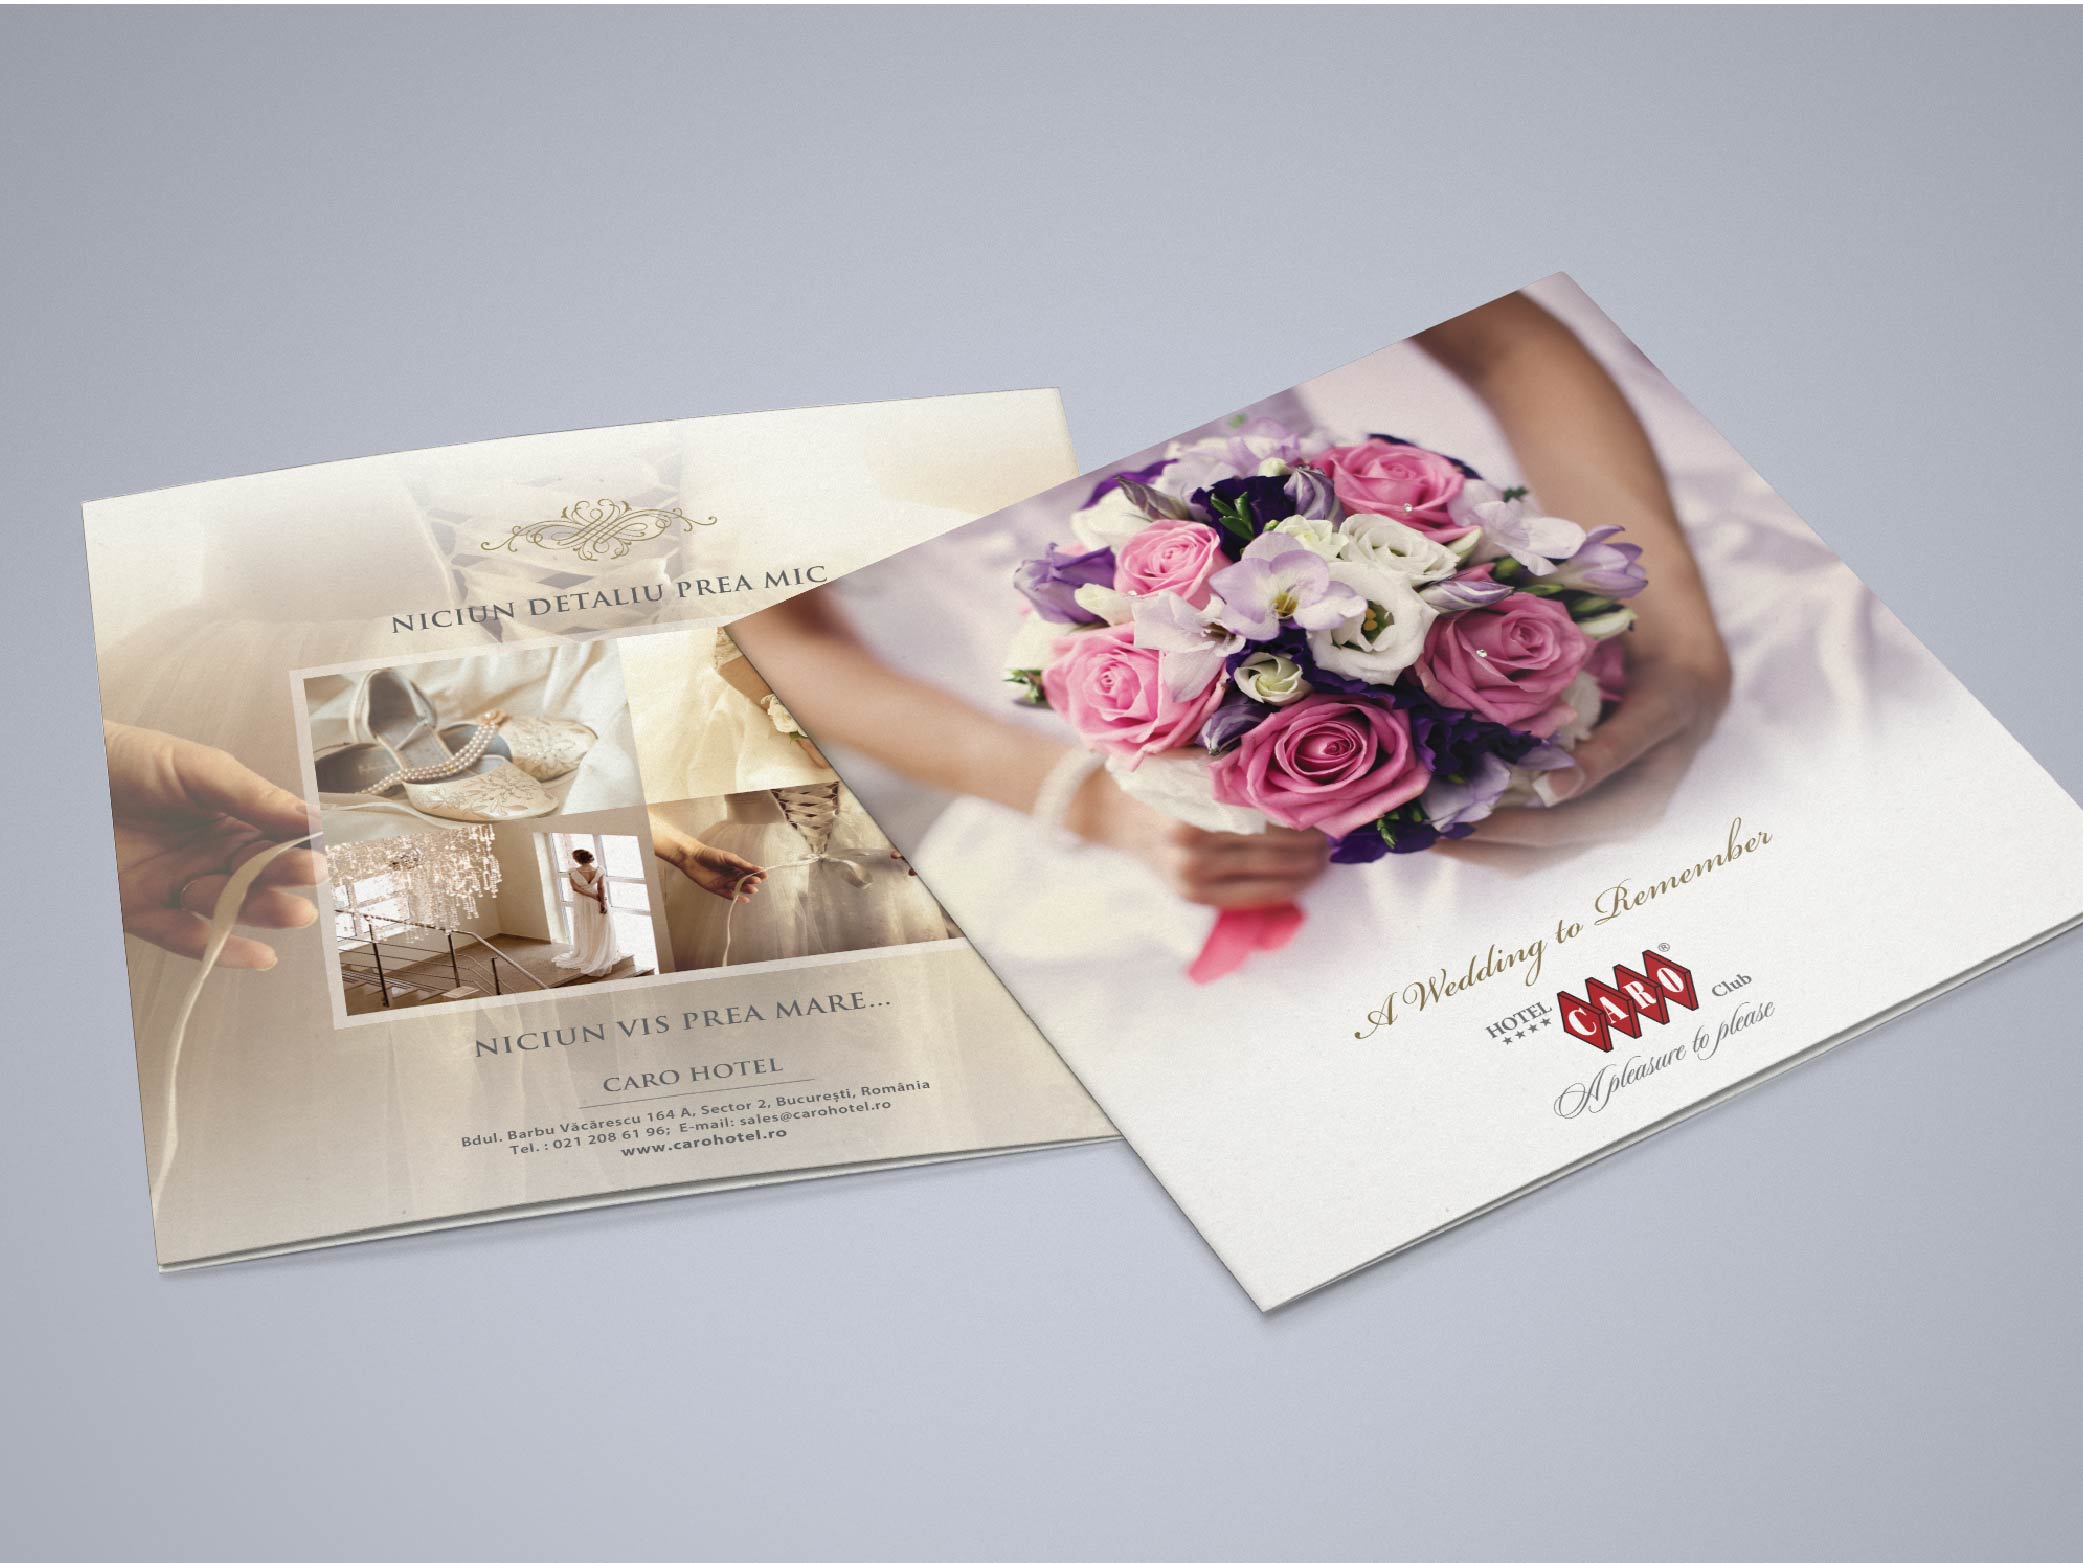 NICIUN DETALIU PREA MIC
NICIUN VIS PREA MARE...
CARO HOTEL
Bdul. Barbu Văcărescu 164 A, Sector 2, București, România
Tel. : 021 208 61 96; E-mail: sales@carohotel.ro
www.carohotel.ro
A Wedding to Remember
HOTEL CARO® Club
★★★★
A pleasure to please